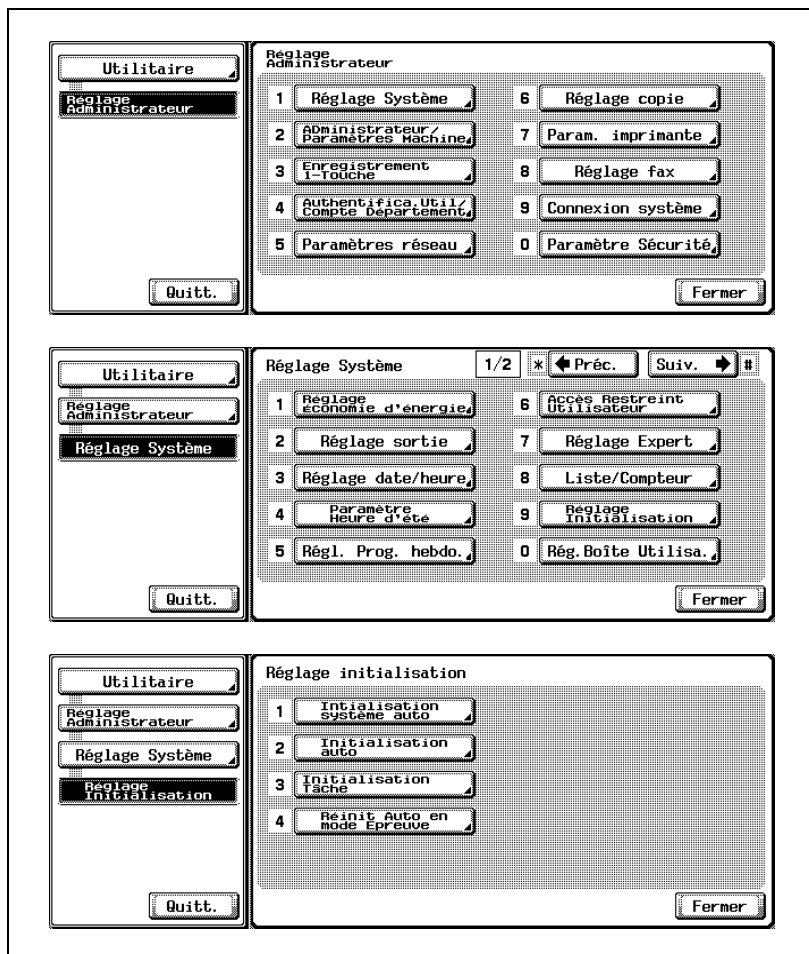 Utilitaire
Réglage
Administrateur
Quitt.
Réglage
Administrateur
1 Réglage Système
2 ADministrateur/
Paramètres Machine
3 Enregistrement
1-Touche
4 Authentifica.Util/
Compte Département
5 Paramètres réseau
6 Réglage copie
7 Param. imprimante
8 Réglage fax
9 Connexion système
0 Paramètre Sécurité
Fermer
Utilitaire
Réglage
Administrateur
Réglage Système
Quitt.
Réglage Système 1/2 * Préc. Suiv. #
1 Réglage
économie d'énergie
2 Réglage sortie
3 Réglage date/heure
4 Paramètre
Heure d'été
5 Régl. Prog. hebdo.
6 Accès Restreint
Utilisateur
7 Réglage Expert
8 Liste/Compteur
9 Réglage
Initialisation
0 Rég.Boîte Utilisa.
Fermer
Utilitaire
Réglage
Administrateur
Réglage Système
Réglage
Initialisation
Quitt.
Réglage initialisation
1 Intialisation
système auto
2 Initialisation
auto
3 Initialisation
Tâche
4 Réinit Auto en
mode Epreuve
Fermer